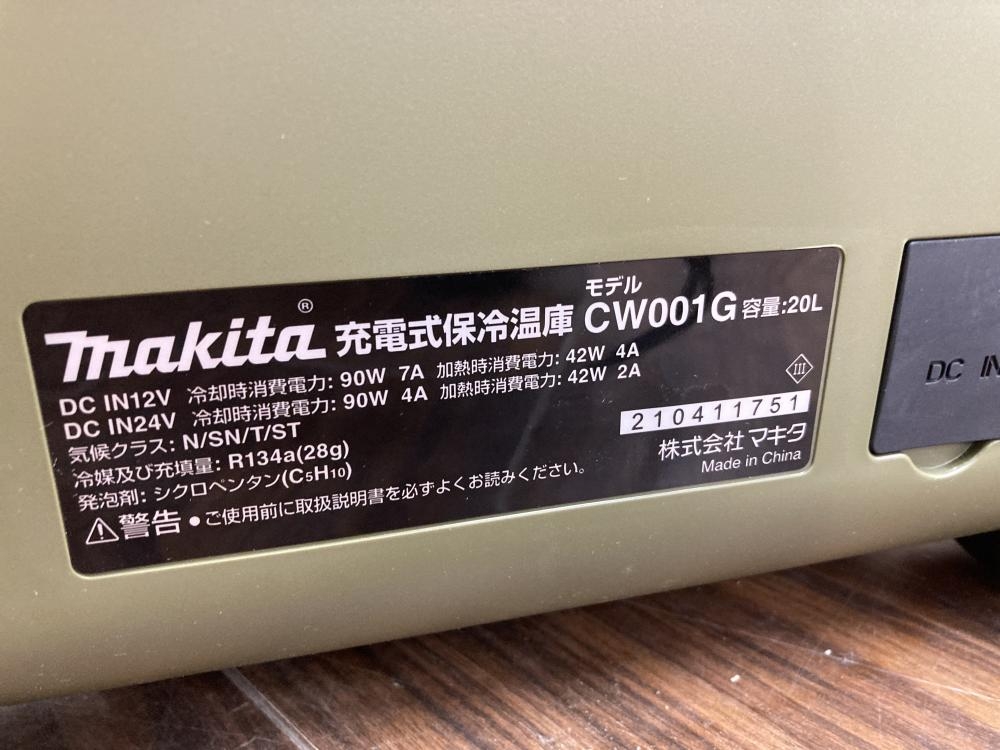 makita® 充電式保冷温庫 モデル CW001G 容量:20L
DC IN12V 冷却時消費電力: 90W 7A 加熱時消費電力: 42W 4A
DC IN24V 冷却時消費電力: 90W 4A 加熱時消費電力: 42W 2A
気候クラス: N/SN/T/ST
冷媒及び充填量: R134a(28g)
発泡剤: シクロペンタン(C5H10)
⚠警告 ●ご使用前に取扱説明書を必ずよくお読みください。
III
210411751
株式会社 マキタ
Made in China
DC IN